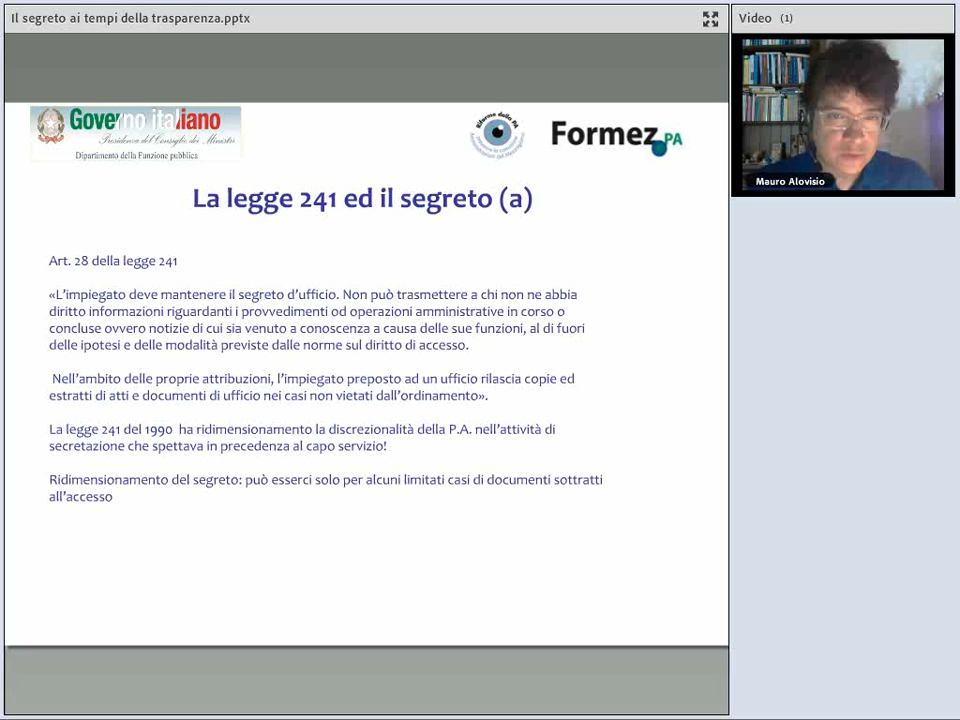 Il segreto ai tempi della trasparenza.pptx
Video (1)
Governo italiano
Presidenza del Consiglio dei Ministri
Dipartimento della Funzione pubblica
Riforma della PA
Formez PA
Mauro Alovisio
La legge 241 ed il segreto (a)
Art. 28 della legge 241
«L’impiegato deve mantenere il segreto d’ufficio. Non può trasmettere a chi non ne abbia
diritto informazioni riguardanti i provvedimenti od operazioni amministrative in corso o
concluse ovvero notizie di cui sia venuto a conoscenza a causa delle sue funzioni, al di fuori
delle ipotesi e delle modalità previste dalle norme sul diritto di accesso.
Nell’ambito delle proprie attribuzioni, l’impiegato preposto ad un ufficio rilascia copie ed
estratti di atti e documenti di ufficio nei casi non vietati dall’ordinamento».
La legge 241 del 1990 ha ridimensionamento la discrezionalità della P.A. nell’attività di
secretazione che spettava in precedenza al capo servizio!
Ridimensionamento del segreto: può esserci solo per alcuni limitati casi di documenti sottratti
all’accesso